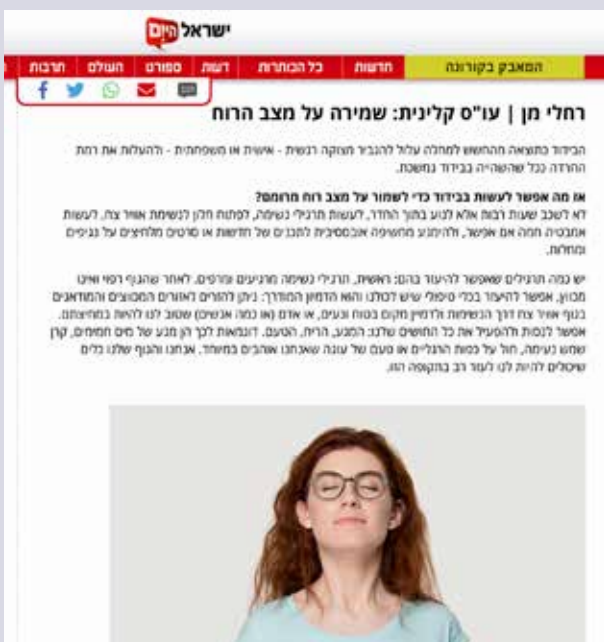 ישראל היום
המאבק בקורונה חדשות כל הכותרות דעות ספורט העולם תרבות
רחלי מן | עו"ס קלינית: שמירה על מצב הרוח
הבידוד כתוצאה מהחשש למחלה עלול להגביר מצוקה רגשית - אישית או משפחתית - ולהעלות את רמת
החרדה ככל שהשהייה בבידוד נמשכת.
אז מה אפשר לעשות בבידוד כדי לשמור על מצב רוח מרומם?
לא לשכב שעות רבות אלא לנוע בתוך החדר, לעשות תרגילי נשימה, לפתוח חלון לנשימת אוויר צח, לעשות
אמבטיה חמה אם אפשר, ולהימנע מחשיפה אובססיבית לתכנים של חדשות או סרטים מלחיצים על נגיפים
ומחלות.
יש כמה תרגילים שאפשר להיעזר בהם: ראשית, תרגילי נשימה מרגיעים ומרפים. לאחר שהגוף רפוי ואינו
מכווץ, אפשר להיעזר בכלי טיפולי שיש לכולנו והוא הדמיון המודרך: ניתן להזרים לאזורים המכווצים והמודאגים
בגוף אוויר צח דרך הנשימות ולדמיין מקום בטוח ונעים, או אדם (או כמה אנשים) שטוב לנו להיות במחיצתם.
אפשר לנסות ולהפעיל את כל החושים שלנו: המגע, הריח, הטעם. דוגמאות לכך הן מגע של מים חמימים, קרן
שמש נעימה, חול על כפות הרגליים או טעם של עוגה שאנחנו אוהבים במיוחד. אנחנו והגוף שלנו כלים
שיכולים להיות לנו לעזר רב בתקופה הזו.